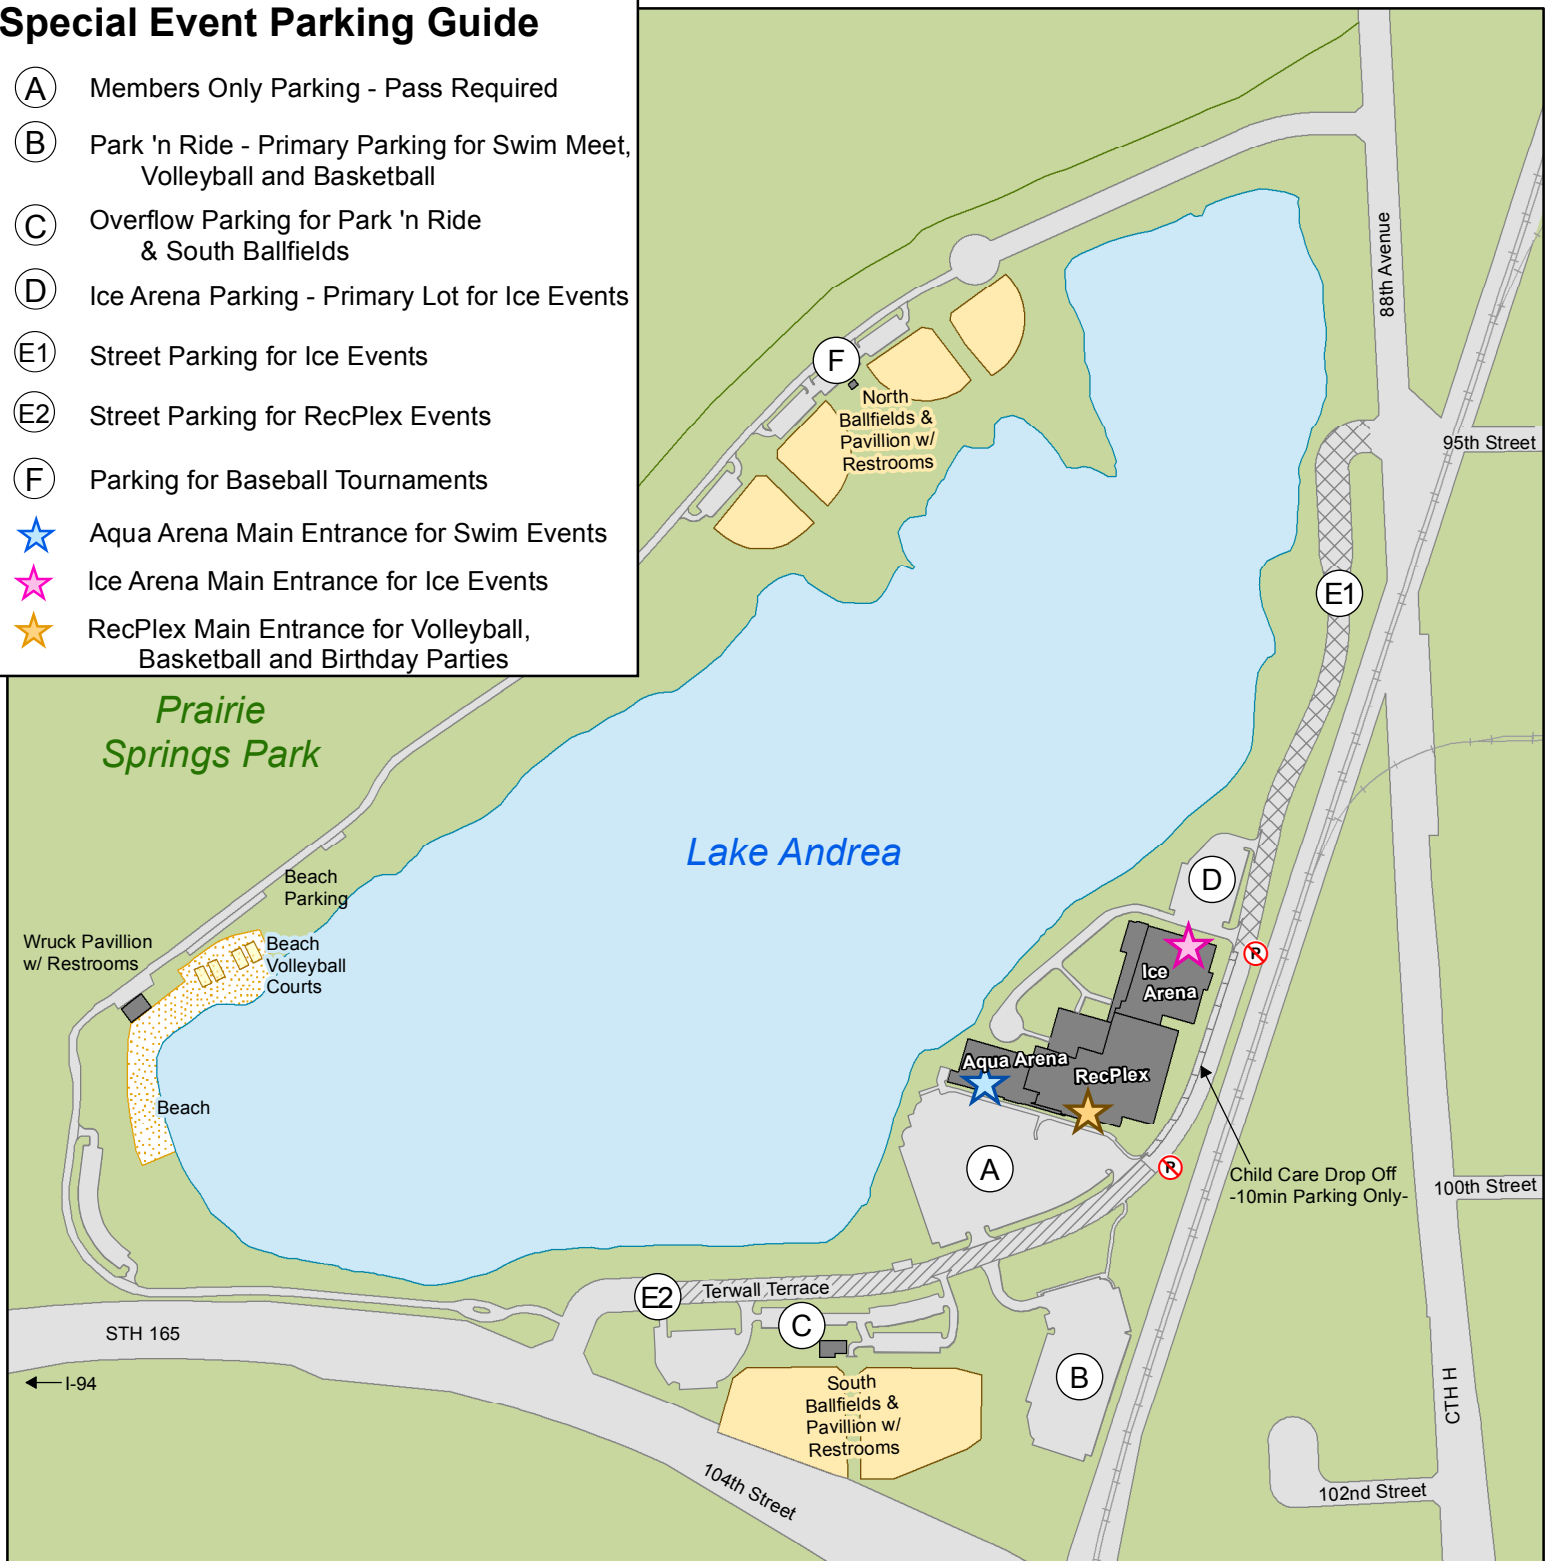 Special Event Parking Guide
A Members Only Parking - Pass Required
B Park 'n Ride - Primary Parking for Swim Meet,
Volleyball and Basketball
C Overflow Parking for Park 'n Ride
& South Ballfields
D Ice Arena Parking - Primary Lot for Ice Events
E1 Street Parking for Ice Events
E2 Street Parking for RecPlex Events
F Parking for Baseball Tournaments
Aqua Arena Main Entrance for Swim Events
Ice Arena Main Entrance for Ice Events
RecPlex Main Entrance for Volleyball,
Basketball and Birthday Parties
88th Avenue
F
North
Ballfields &
Pavillion w/
Restrooms
95th Street
E1
Prairie
Springs Park
Lake Andrea
Beach
Parking
D
Wruck Pavillion
w/ Restrooms
Beach
Volleyball
Courts
P
Ice
Arena
Aqua Arena
RecPlex
Beach
A
P
Child Care Drop Off
-10min Parking Only-
100th Street
E2
Terwall Terrace
C
STH 165
I-94
B
South
Ballfields &
Pavillion w/
Restrooms
CTH H
104th Street
102nd Street